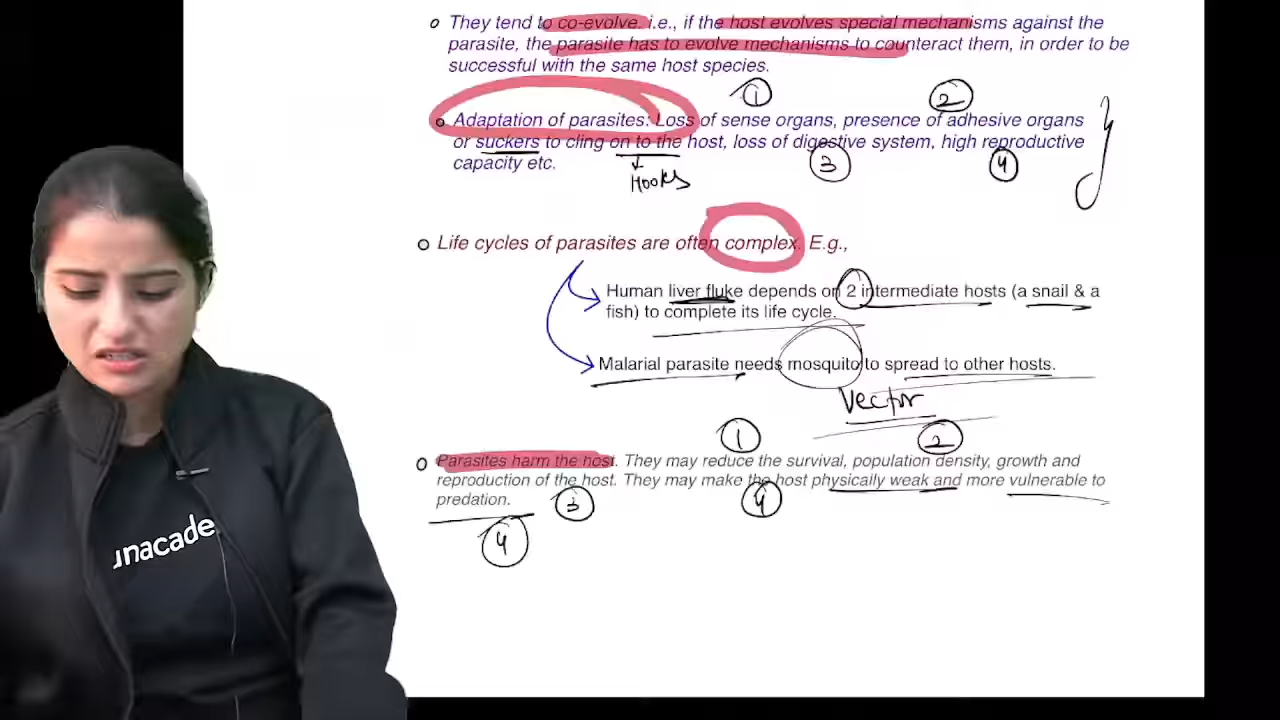 o They tend to co-evolve. i.e., if the host evolves special mechanisms against the
parasite, the parasite has to evolve mechanisms to counteract them, in order to be
successful with the same host species.
1 2
o Adaptation of parasites: Loss of sense organs, presence of adhesive organs
or suckers to cling on to the host, loss of digestive system, high reproductive
capacity etc.
Hooks 3 4
o Life cycles of parasites are often complex. E.g.,
Human liver fluke depends on 2 intermediate hosts (a snail & a
fish) to complete its life cycle.
Malarial parasite needs mosquito to spread to other hosts.
Vector
1 2
o Parasites harm the host. They may reduce the survival, population density, growth and
reproduction of the host. They may make the host physically weak and more vulnerable to
predation.
3 4
4
unacade